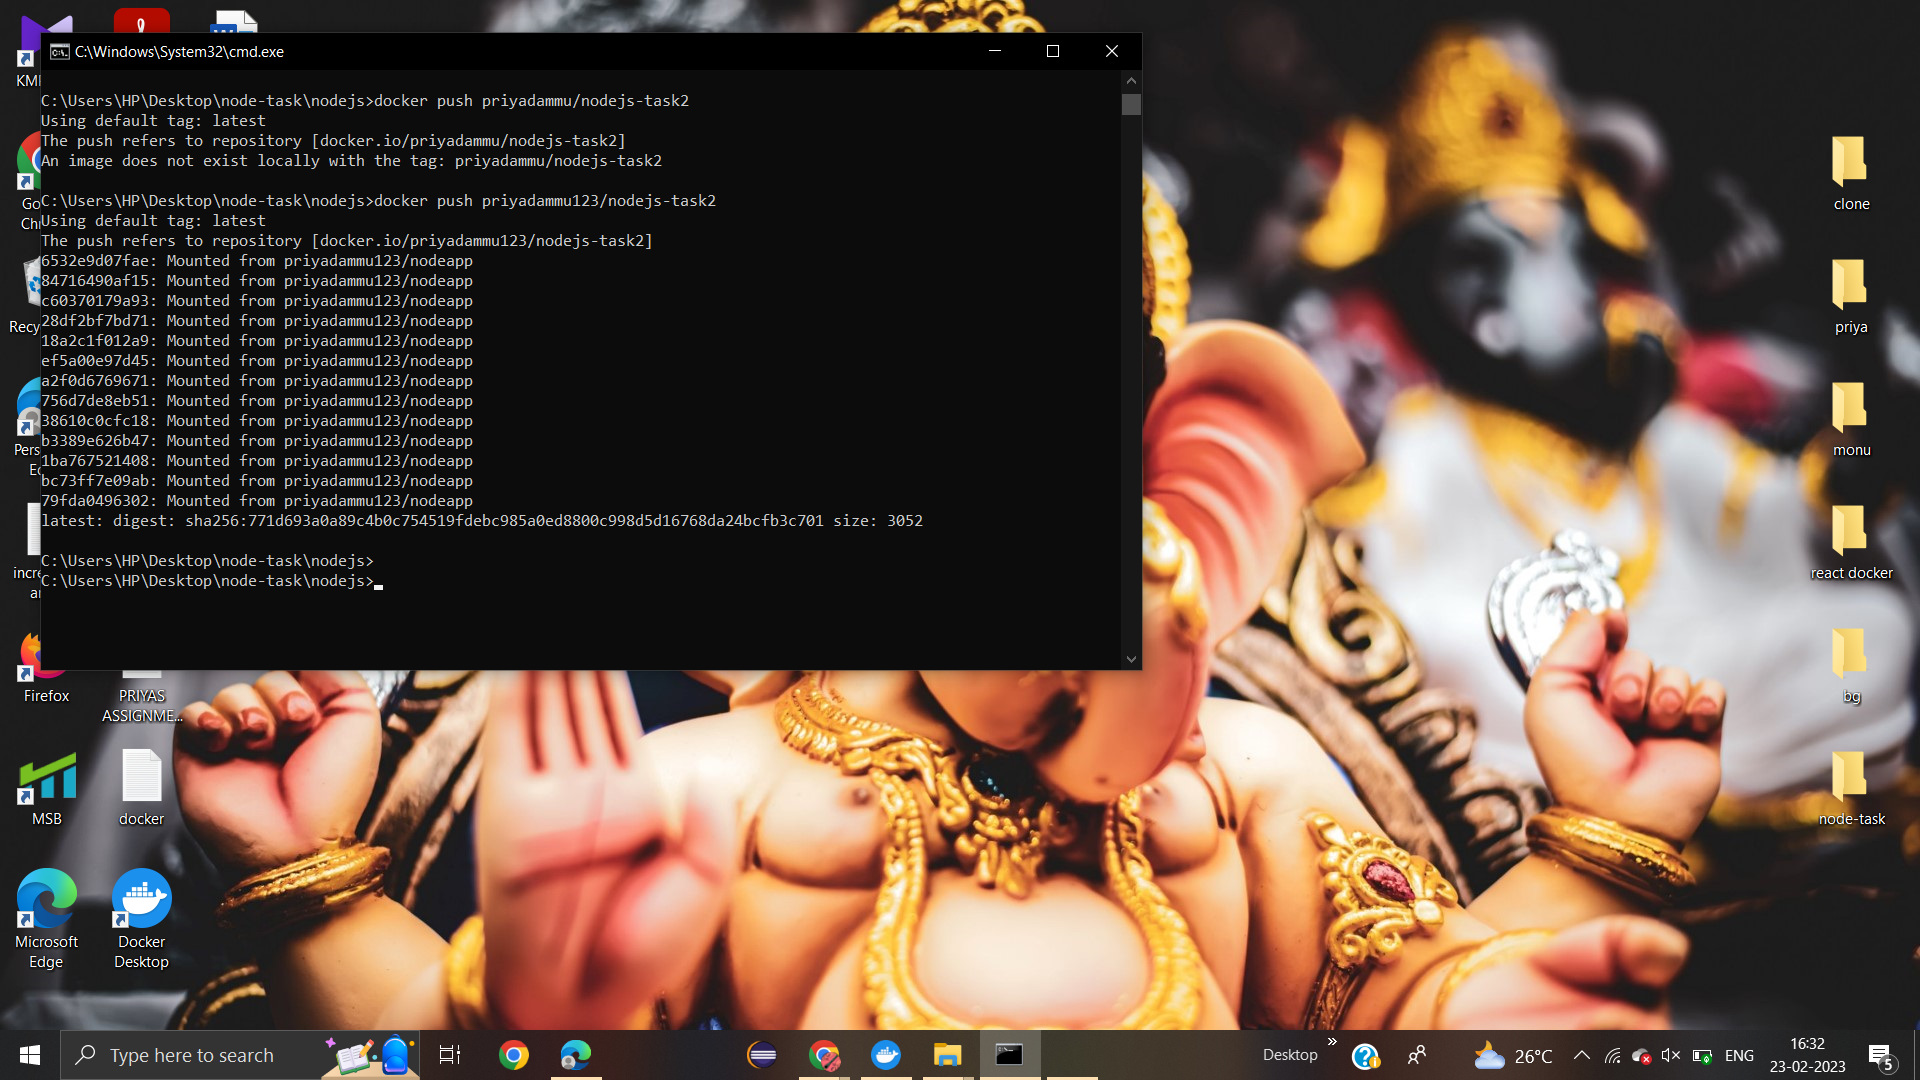 C:\Windows\System32\cmd.exe
C:\Users\HP\Desktop\node-task\nodejs>docker push priyadammu/nodejs-task2
Using default tag: latest
The push refers to repository [docker.io/priyadammu/nodejs-task2]
An image does not exist locally with the tag: priyadammu/nodejs-task2
C:\Users\HP\Desktop\node-task\nodejs>docker push priyadammu123/nodejs-task2
Using default tag: latest
The push refers to repository [docker.io/priyadammu123/nodejs-task2]
6532e9d07fae: Mounted from priyadammu123/nodeapp
84716490af15: Mounted from priyadammu123/nodeapp
c60370179a93: Mounted from priyadammu123/nodeapp
28df2bf7bd71: Mounted from priyadammu123/nodeapp
18a2c1f012a9: Mounted from priyadammu123/nodeapp
ef5a00e97d45: Mounted from priyadammu123/nodeapp
a2f0d6769671: Mounted from priyadammu123/nodeapp
756d7de8eb51: Mounted from priyadammu123/nodeapp
38610c0cfc18: Mounted from priyadammu123/nodeapp
b3389e626b47: Mounted from priyadammu123/nodeapp
1ba767521408: Mounted from priyadammu123/nodeapp
bc73ff7e09ab: Mounted from priyadammu123/nodeapp
79fda0496302: Mounted from priyadammu123/nodeapp
latest: digest: sha256:771d693a0a89c4b0c754519fdebc985a0ed8800c998d5d16768da24bcfb3c701 size: 3052
C:\Users\HP\Desktop\node-task\nodejs>
C:\Users\HP\Desktop\node-task\nodejs>
KM
Go
Ch
Recy
Pers
E
incre
a
Firefox
PRIYAS
ASSIGNME...
MSB
docker
Microsoft
Edge
Docker
Desktop
clone
priya
monu
react docker
bg
node-task
Type here to search
Desktop
26°C
ENG
16:32
23-02-2023
5